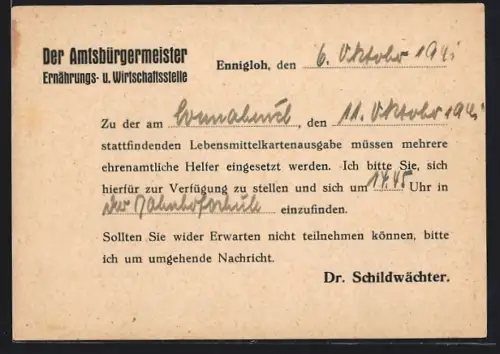 Der Amtsbürgermeister
Ernährungs- u. Wirtschaftsstelle
Ennigloh, den 6. Oktober 194
Zu der am Sonnabend, den 11. Oktober 194
stattfindenden Lebensmittelkartenausgabe müssen mehrere
ehrenamtliche Helfer eingesetzt werden. Ich bitte Sie, sich
hierfür zur Verfügung zu stellen und sich um 14.45 Uhr in
der Bahnhofschule einzufinden.
Sollten Sie wider Erwarten nicht teilnehmen können, bitte
ich um umgehende Nachricht.
Dr. Schildwächter.